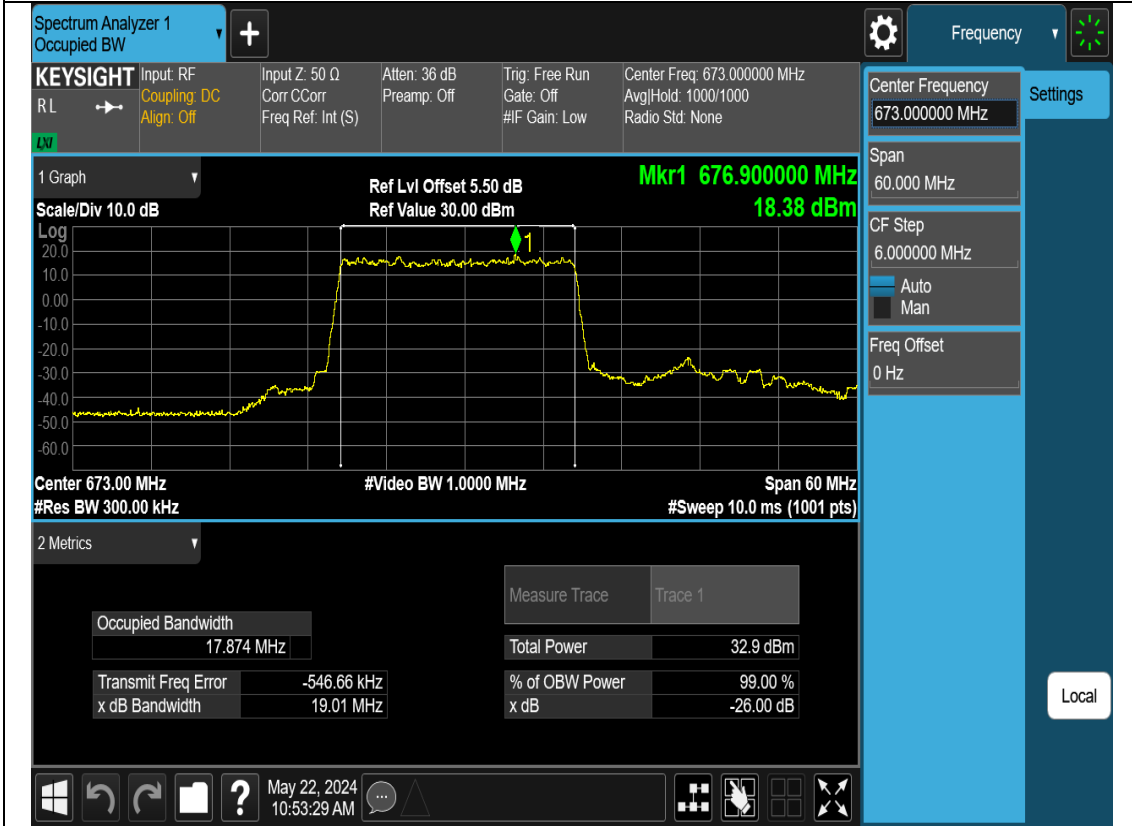 Spectrum Analyzer 1
Occupied BW
+
Frequency
KEYSIGHT
R L
LXI
Input: RF
Coupling: DC
Align: Off
Input Z: 50 Ω
Corr CCorr
Freq Ref: Int (S)
Atten: 36 dB
Preamp: Off
Trig: Free Run
Gate: Off
#IF Gain: Low
Center Freq: 673.000000 MHz
Avg|Hold: 1000/1000
Radio Std: None
Center Frequency
673.000000 MHz
Settings
Span
60.000 MHz
CF Step
6.000000 MHz
Auto
Man
Freq Offset
0 Hz
Local
1 Graph
Scale/Div 10.0 dB
Ref Lvl Offset 5.50 dB
Ref Value 30.00 dBm
Mkr1 676.900000 MHz
18.38 dBm
Log
20.0
10.0
0.00
-10.0
-20.0
-30.0
-40.0
-50.0
-60.0
1
Center 673.00 MHz
#Video BW 1.0000 MHz
Span 60 MHz
#Res BW 300.00 kHz
#Sweep 10.0 ms (1001 pts)
2 Metrics
Measure Trace Trace 1
Occupied Bandwidth
17.874 MHz
Total Power 32.9 dBm
Transmit Freq Error -546.66 kHz
% of OBW Power 99.00 %
x dB Bandwidth 19.01 MHz
x dB -26.00 dB
?
May 22, 2024
10:53:29 AM